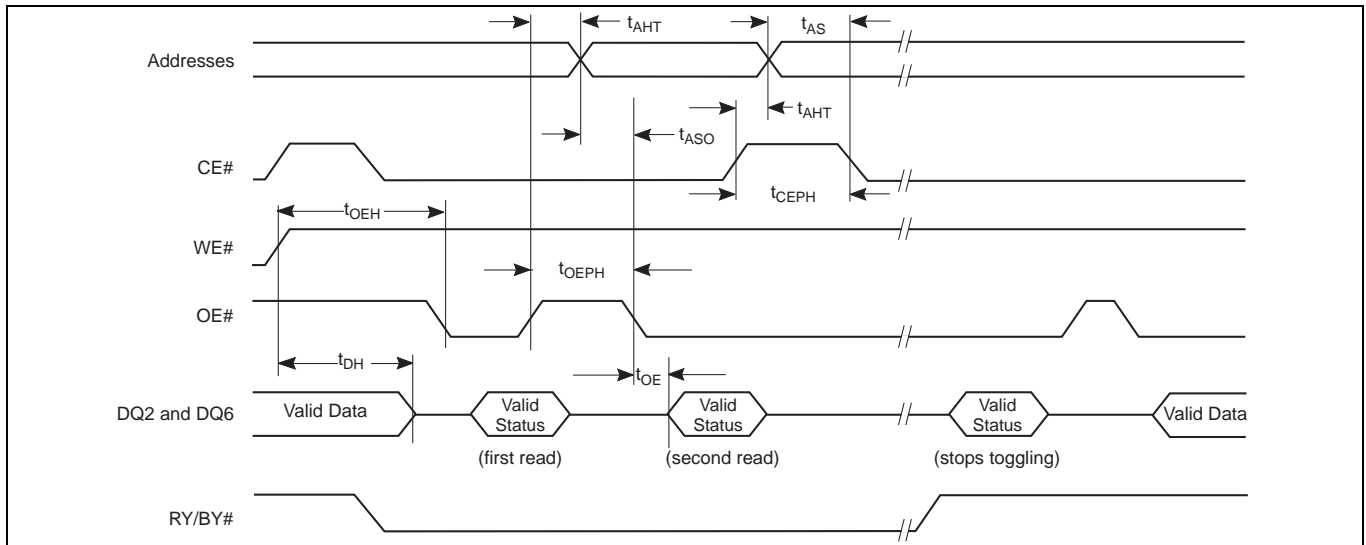 tAHT
tAS
Addresses
tAHT
tASO
CE#
tCEPH
tOEH
WE#
tOEPH
OE#
tDH
tOE
DQ2 and DQ6
Valid Data
Valid
Status
Valid
Status
Valid
Status
Valid Data
(first read)
(second read)
(stops toggling)
RY/BY#